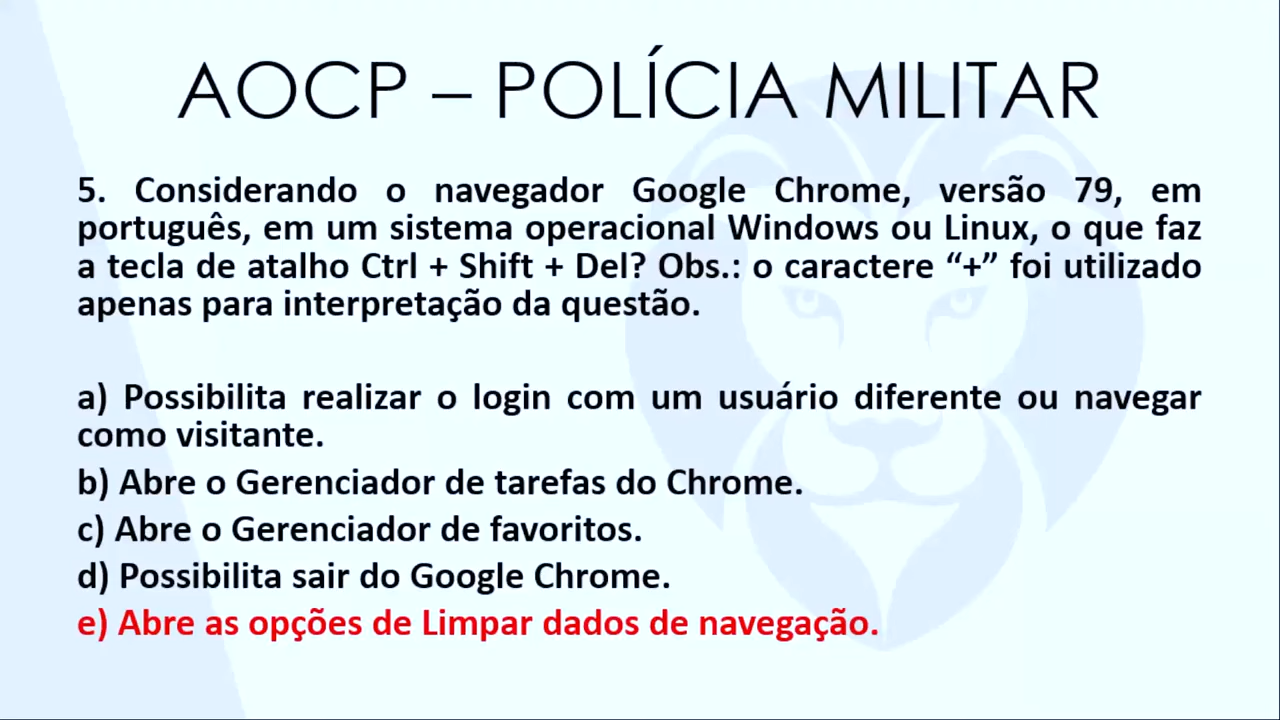 AOCP – POLÍCIA MILITAR
5. Considerando o navegador Google Chrome, versão 79, em
português, em um sistema operacional Windows ou Linux, o que faz
a tecla de atalho Ctrl + Shift + Del? Obs.: o caractere “+” foi utilizado
apenas para interpretação da questão.
a) Possibilita realizar o login com um usuário diferente ou navegar
como visitante.
b) Abre o Gerenciador de tarefas do Chrome.
c) Abre o Gerenciador de favoritos.
d) Possibilita sair do Google Chrome.
e) Abre as opções de Limpar dados de navegação.